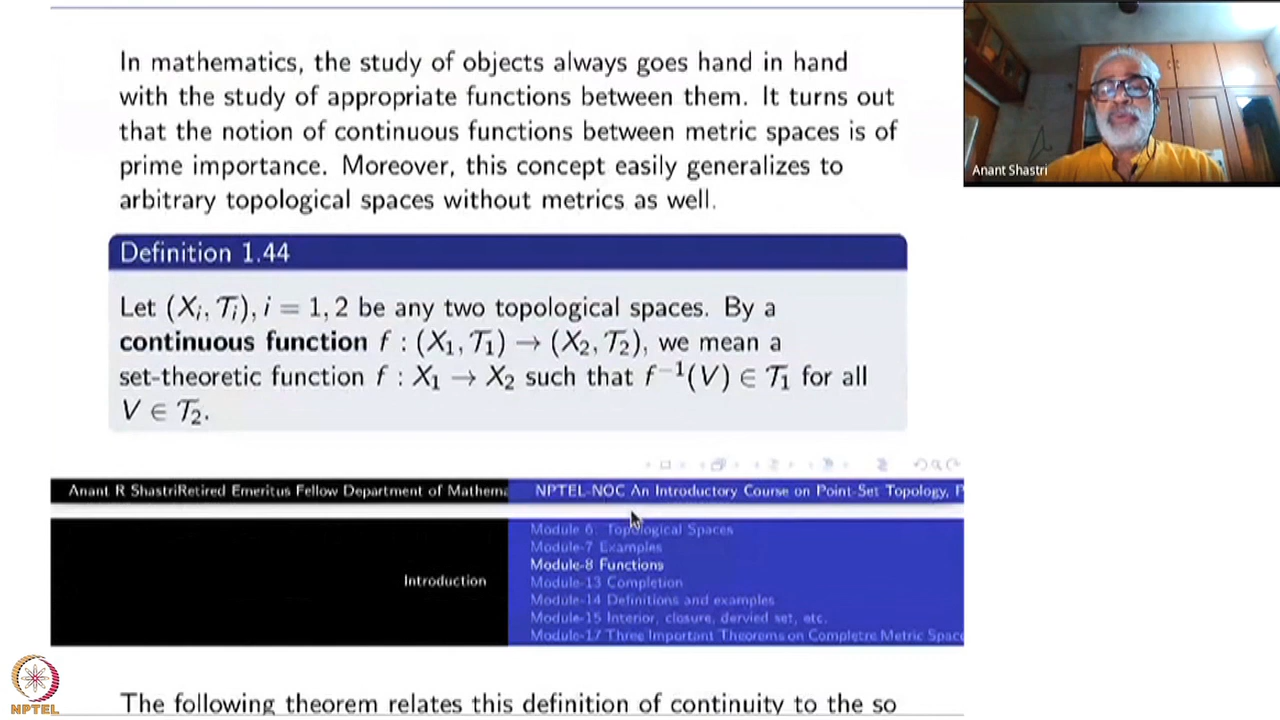 In mathematics, the study of objects always goes hand in hand
with the study of appropriate functions between them. It turns out
that the notion of continuous functions between metric spaces is of
prime importance. Moreover, this concept easily generalizes to
arbitrary topological spaces without metrics as well.
Definition 1.44
Let (Xᵢ, 𝒯ᵢ), i = 1, 2 be any two topological spaces. By a
continuous function f : (X₁, 𝒯₁) → (X₂, 𝒯₂), we mean a
set-theoretic function f : X₁ → X₂ such that f⁻¹(V) ∈ 𝒯₁ for all
V ∈ 𝒯₂.
Anant R ShastriRetired Emeritus Fellow Department of Mathema
NPTEL-NOC An Introductory Course on Point-Set Topology, P
Introduction
Module 6: Topological Spaces
Module-7 Examples
Module-8 Functions
Module-13 Completion
Module-14 Definitions and examples
Module-15 Interior, closure, dervied set, etc.
Module-17 Three Important Theorems on Completre Metric Space
The following theorem relates this definition of continuity to the so
Anant Shastri
NPTEL